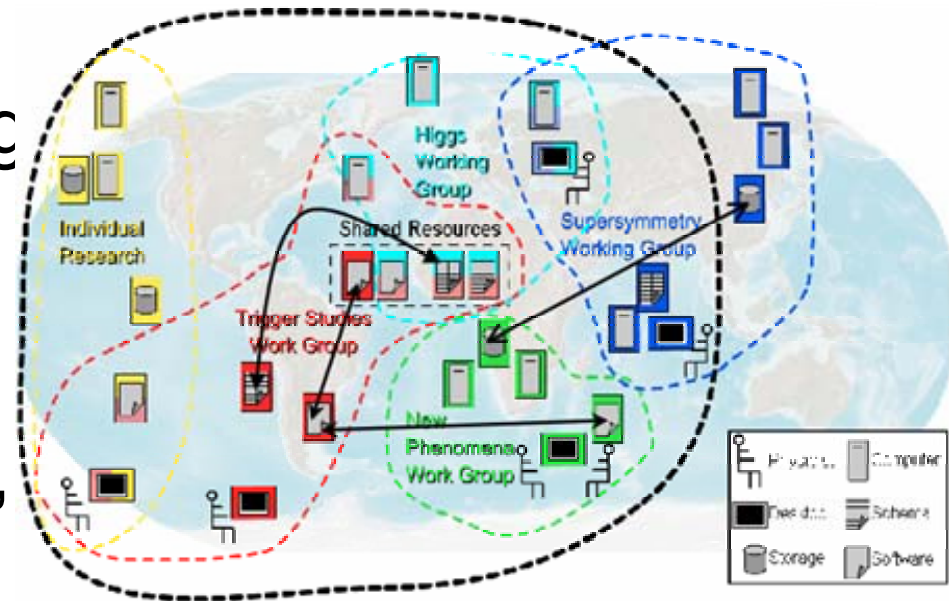 Higgs
Working
Group
Individual
Research
Shared Resources
Supersymmetry
Working Group
Trigger Studies
Work Group
New
Phenomena
Work Group
Computer
Schema
Storage
Software